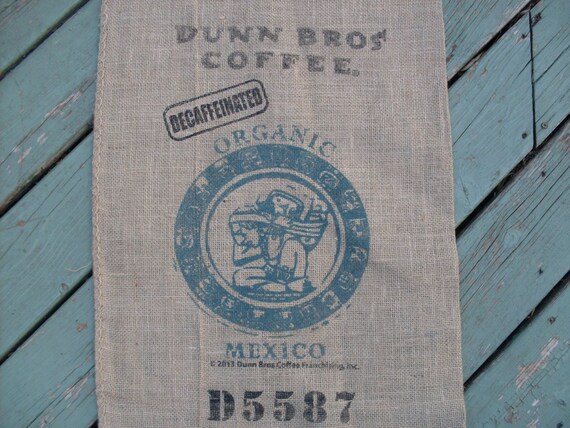 DUNN BROS
COFFEE®
DECAFFEINATED
ORGANIC
MEXICO
© 2015 Dunn Bros Coffee Franchising, Inc.
D5587